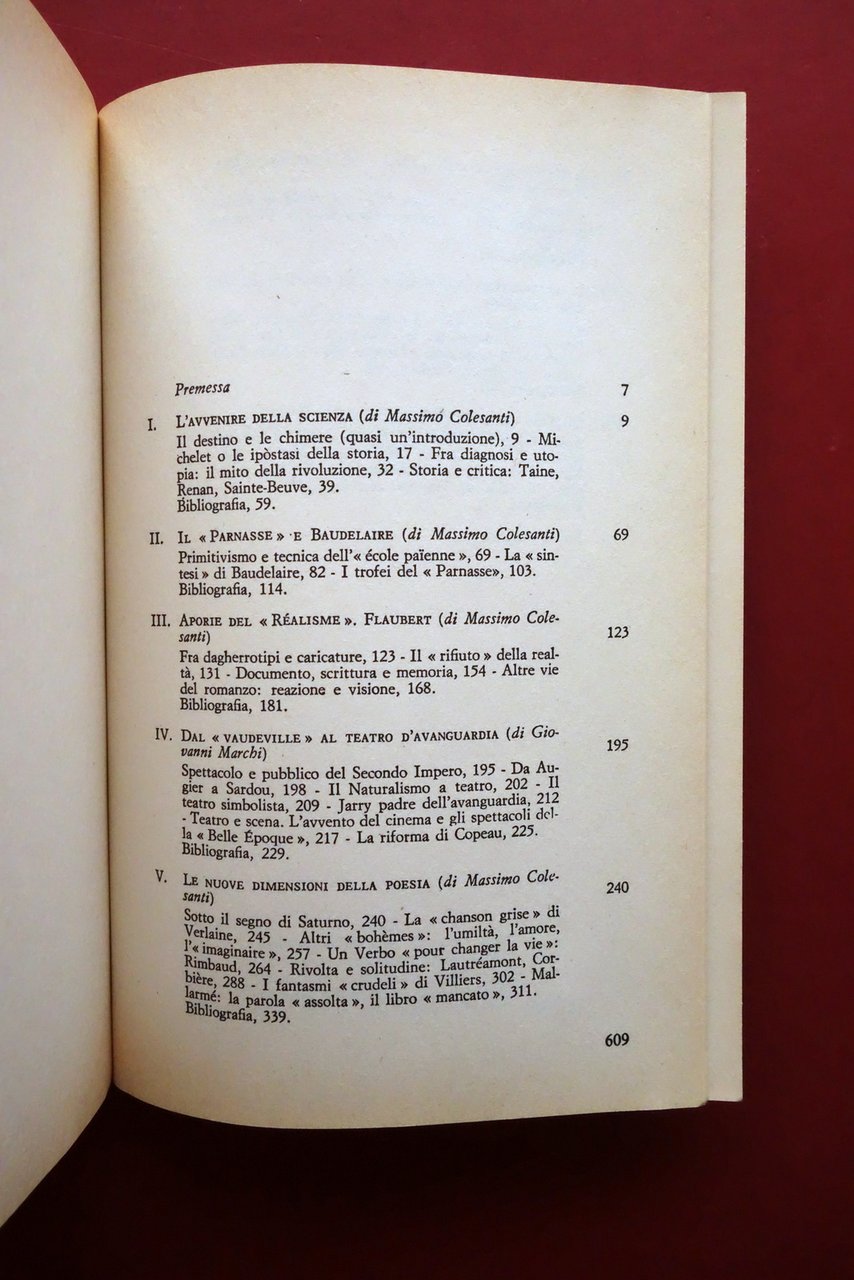 Premessa 7
I. L'AVVENIRE DELLA SCIENZA (di Massimo Colesanti) 9
Il destino e le chimere (quasi un'introduzione), 9 - Mi-
chelet o le ipòstasi della storia, 17 - Fra diagnosi e uto-
pia: il mito della rivoluzione, 32 - Storia e critica: Taine,
Renan, Sainte-Beuve, 39.
Bibliografia, 59.
II. IL « PARNASSE » E BAUDELAIRE (di Massimo Colesanti) 69
Primitivismo e tecnica dell'« école païenne », 69 - La « sin-
tesi » di Baudelaire, 82 - I trofei del « Parnasse», 103.
Bibliografia, 114.
III. APORIE DEL « RÉALISME ». FLAUBERT (di Massimo Cole-
santi) 123
Fra dagherrotipi e caricature, 123 - Il « rifiuto » della real-
tà, 131 - Documento, scrittura e memoria, 154 - Altre vie
del romanzo: reazione e visione, 168.
Bibliografia, 181.
IV. DAL « VAUDEVILLE » AL TEATRO D'AVANGUARDIA (di Gio-
vanni Marchi) 195
Spettacolo e pubblico del Secondo Impero, 195 - Da Au-
gier a Sardou, 198 - Il Naturalismo a teatro, 202 - Il
teatro simbolista, 209 - Jarry padre dell'avanguardia, 212
- Teatro e scena. L'avvento del cinema e gli spettacoli del-
la « Belle Époque », 217 - La riforma di Copeau, 225.
Bibliografia, 229.
V. LE NUOVE DIMENSIONI DELLA POESIA (di Massimo Cole-
santi) 240
Sotto il segno di Saturno, 240 - La « chanson grise » di
Verlaine, 245 - Altri « bohèmes »: l'umiltà, l'amore,
l'« imaginaire », 257 - Un Verbo « pour changer la vie »:
Rimbaud, 264 - Rivolta e solitudine: Lautréamont, Cor-
bière, 288 - I fantasmi « crudeli » di Villiers, 302 - Mal-
larmé: la parola « assolta », il libro « mancato », 311.
Bibliografia, 339.
609